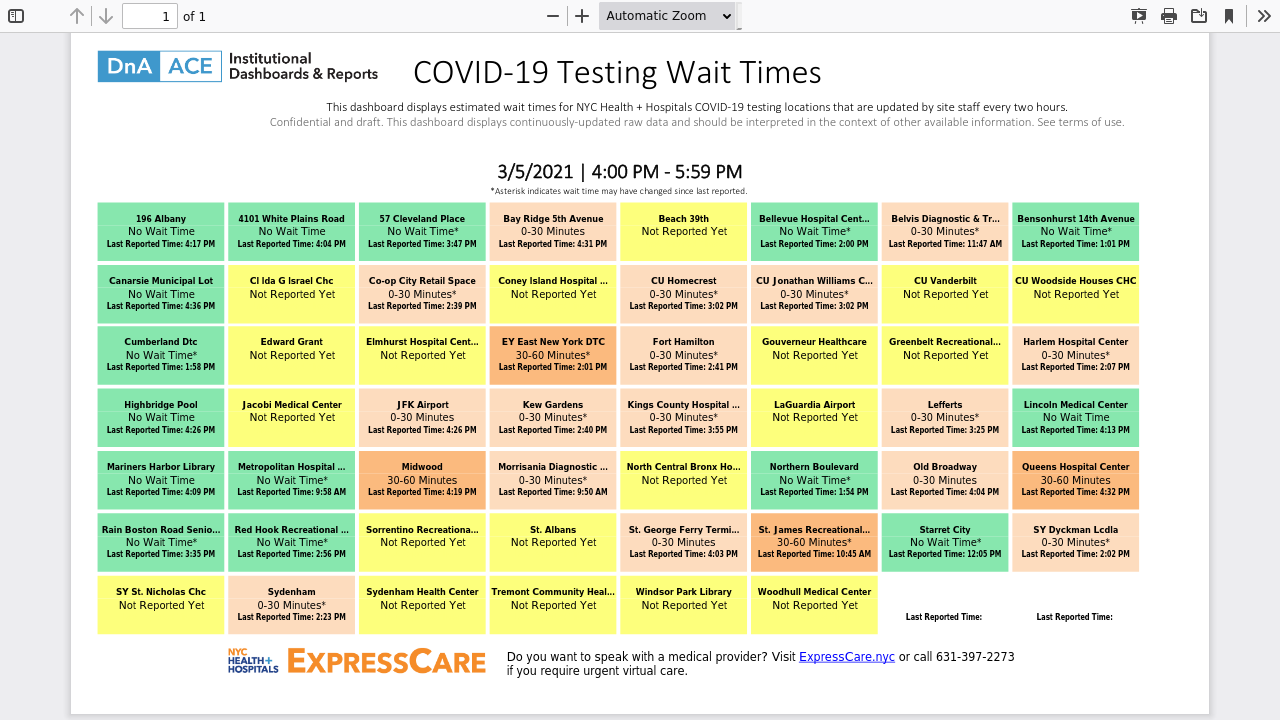 1 of 1 Automatic Zoom
DnA ACE Institutional Dashboards & Reports
COVID-19 Testing Wait Times
This dashboard displays estimated wait times for NYC Health + Hospitals COVID-19 testing locations that are updated by site staff every two hours.
Confidential and draft. This dashboard displays continuously-updated raw data and should be interpreted in the context of other available information. See terms of use.
3/5/2021 | 4:00 PM - 5:59 PM
*Asterisk indicates wait time may have changed since last reported.
196 Albany
No Wait Time
Last Reported Time: 4:17 PM
4101 White Plains Road
No Wait Time
Last Reported Time: 4:04 PM
57 Cleveland Place
No Wait Time*
Last Reported Time: 3:47 PM
Bay Ridge 5th Avenue
0-30 Minutes
Last Reported Time: 4:31 PM
Beach 39th
Not Reported Yet
Bellevue Hospital Cent...
No Wait Time*
Last Reported Time: 2:00 PM
Belvis Diagnostic & Tr...
0-30 Minutes*
Last Reported Time: 11:47 AM
Bensonhurst 14th Avenue
No Wait Time*
Last Reported Time: 1:01 PM
Canarsie Municipal Lot
No Wait Time
Last Reported Time: 4:36 PM
Cl Ida G Israel Chc
Not Reported Yet
Co-op City Retail Space
0-30 Minutes*
Last Reported Time: 2:39 PM
Coney Island Hospital ...
Not Reported Yet
CU Homecrest
0-30 Minutes*
Last Reported Time: 3:02 PM
CU Jonathan Williams C...
0-30 Minutes*
Last Reported Time: 3:02 PM
CU Vanderbilt
Not Reported Yet
CU Woodside Houses CHC
Not Reported Yet
Cumberland Dtc
No Wait Time*
Last Reported Time: 1:58 PM
Edward Grant
Not Reported Yet
Elmhurst Hospital Cent...
Not Reported Yet
EY East New York DTC
30-60 Minutes*
Last Reported Time: 2:01 PM
Fort Hamilton
0-30 Minutes*
Last Reported Time: 2:41 PM
Gouverneur Healthcare
Not Reported Yet
Greenbelt Recreational...
Not Reported Yet
Harlem Hospital Center
0-30 Minutes*
Last Reported Time: 2:07 PM
Highbridge Pool
No Wait Time
Last Reported Time: 4:26 PM
Jacobi Medical Center
Not Reported Yet
JFK Airport
0-30 Minutes
Last Reported Time: 4:26 PM
Kew Gardens
0-30 Minutes*
Last Reported Time: 2:40 PM
Kings County Hospital ...
0-30 Minutes*
Last Reported Time: 3:55 PM
LaGuardia Airport
Not Reported Yet
Lefferts
0-30 Minutes*
Last Reported Time: 3:25 PM
Lincoln Medical Center
No Wait Time
Last Reported Time: 4:13 PM
Mariners Harbor Library
No Wait Time
Last Reported Time: 4:09 PM
Metropolitan Hospital ...
No Wait Time*
Last Reported Time: 9:58 AM
Midwood
30-60 Minutes
Last Reported Time: 4:19 PM
Morrisania Diagnostic ...
0-30 Minutes*
Last Reported Time: 9:50 AM
North Central Bronx Ho...
Not Reported Yet
Northern Boulevard
No Wait Time*
Last Reported Time: 1:54 PM
Old Broadway
0-30 Minutes
Last Reported Time: 4:04 PM
Queens Hospital Center
30-60 Minutes
Last Reported Time: 4:32 PM
Rain Boston Road Senio...
No Wait Time*
Last Reported Time: 3:35 PM
Red Hook Recreational ...
No Wait Time*
Last Reported Time: 2:56 PM
Sorrentino Recreationa...
Not Reported Yet
St. Albans
Not Reported Yet
St. George Ferry Termi...
0-30 Minutes
Last Reported Time: 4:03 PM
St. James Recreational...
30-60 Minutes*
Last Reported Time: 10:45 AM
Starret City
No Wait Time*
Last Reported Time: 12:05 PM
SY Dyckman Lcdla
0-30 Minutes*
Last Reported Time: 2:02 PM
SY St. Nicholas Chc
Not Reported Yet
Sydenham
0-30 Minutes*
Last Reported Time: 2:23 PM
Sydenham Health Center
Not Reported Yet
Tremont Community Heal...
Not Reported Yet
Windsor Park Library
Not Reported Yet
Woodhull Medical Center
Not Reported Yet
Last Reported Time:
Last Reported Time:
NYC HEALTH+ HOSPITALS
EXPRESSCARE
Do you want to speak with a medical provider? Visit ExpressCare.nyc or call 631-397-2273
if you require urgent virtual care.